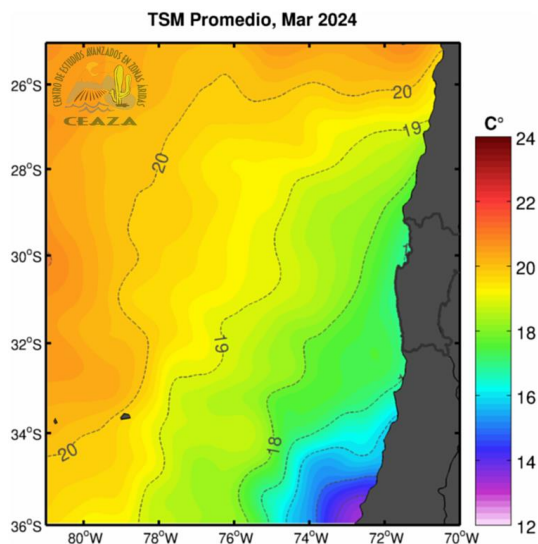 TSM Promedio, Mar 2024
CENTRO DE ESTUDIOS AVANZADOS EN ZONAS ÁRIDAS
CEAZA
C°
26°S
28°S
30°S
32°S
34°S
36°S
80°W
78°W
76°W
74°W
72°W
70°W
20
19
20
19
18
20
24
22
20
18
16
14
12